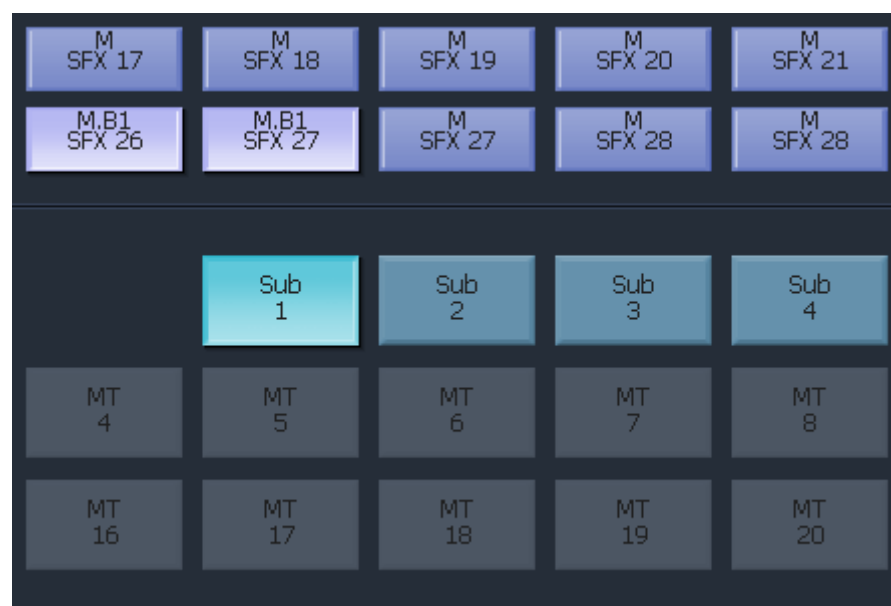 M M M M M
SFX 17 SFX 18 SFX 19 SFX 20 SFX 21
M,B1 M,B1 M M M
SFX 26 SFX 27 SFX 27 SFX 28 SFX 28
Sub Sub Sub Sub
1 2 3 4
MT MT MT MT MT
4 5 6 7 8
MT MT MT MT MT
16 17 18 19 20